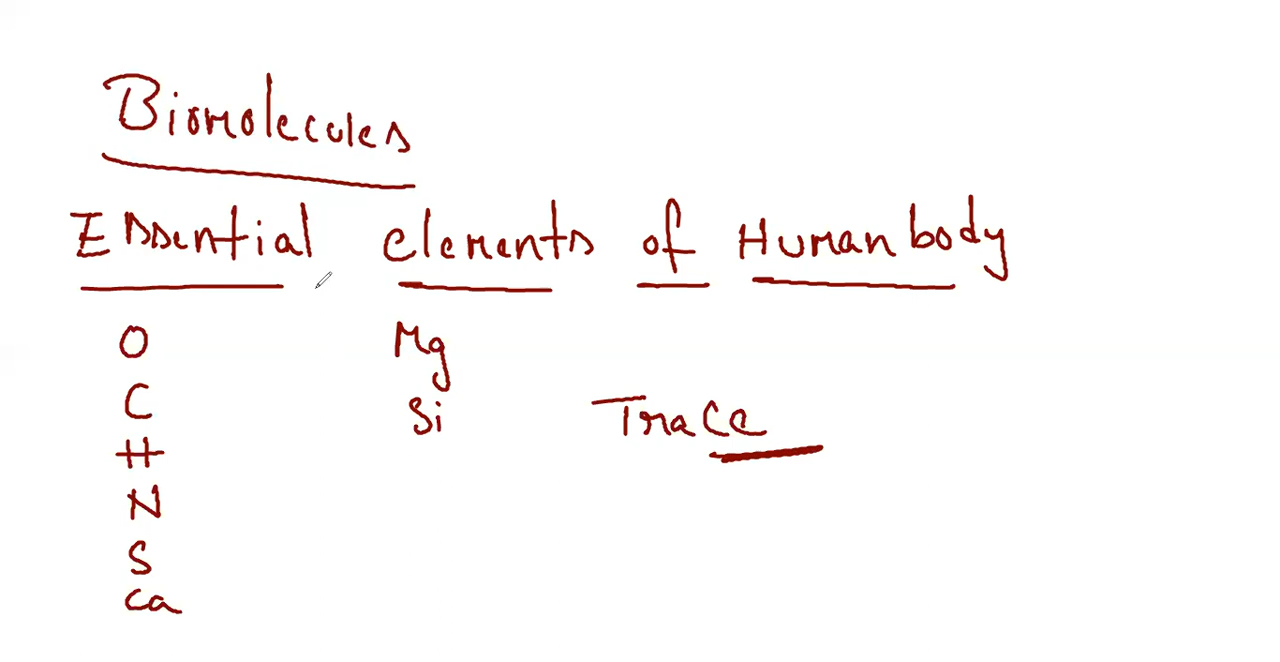 Biomolecules
Essential elements of Human body
O Mg
C Si Trace
H
N
S
Ca